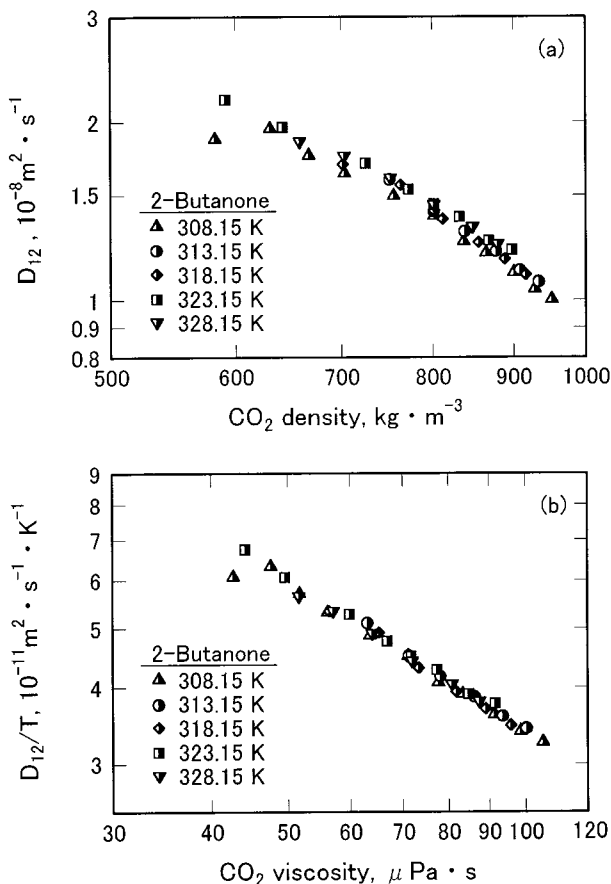 3
(a)
2
D₁₂ , 10⁻⁸m²・s⁻¹
1.5
2-Butanone
308.15 K
313.15 K
318.15 K
323.15 K
328.15 K
1
0.9
0.8
500 600 700 800 900 1000
CO₂ density, kg・m⁻³
9
(b)
8
7
6
D₁₂/T, 10⁻¹¹m²・s⁻¹・K⁻¹
5
2-Butanone
308.15 K
313.15 K
318.15 K
323.15 K
328.15 K
4
3
30 40 50 60 70 80 90 100 120
CO₂ viscosity, μ Pa・s